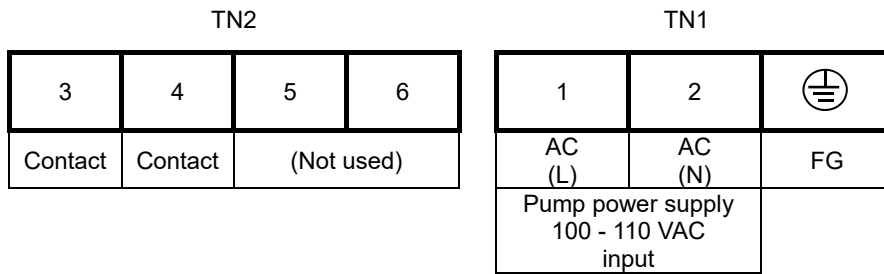 TN2 TN1
3 4 5 6 1 2
Contact Contact (Not used) AC (L) AC (N) FG
Pump power supply
100 - 110 VAC
input